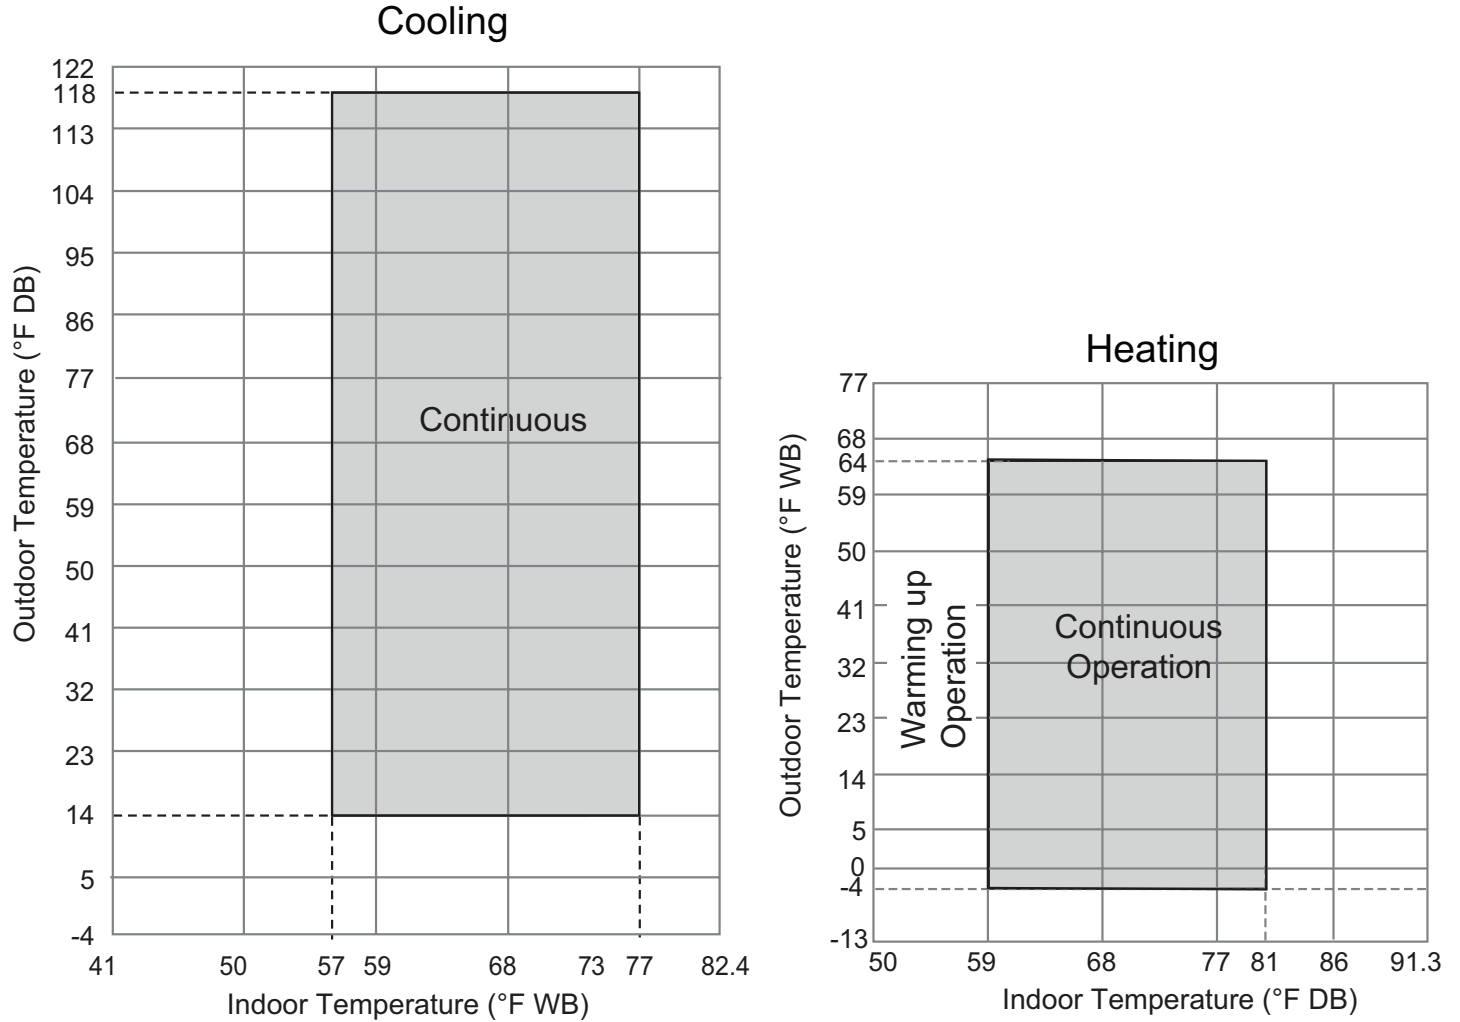 Cooling
122
118
113
104
95
86
77
68
59
50
41
32
23
14
5
-4
Outdoor Temperature (°F DB)
Continuous
41 50 57 59 68 73 77 82.4
Indoor Temperature (°F WB)
Heating
77
68
64
59
50
41
32
23
14
5
0
-4
-13
Outdoor Temperature (°F WB)
Warming up
Operation
Continuous
Operation
50 59 68 77 81 86 91.3
Indoor Temperature (°F DB)